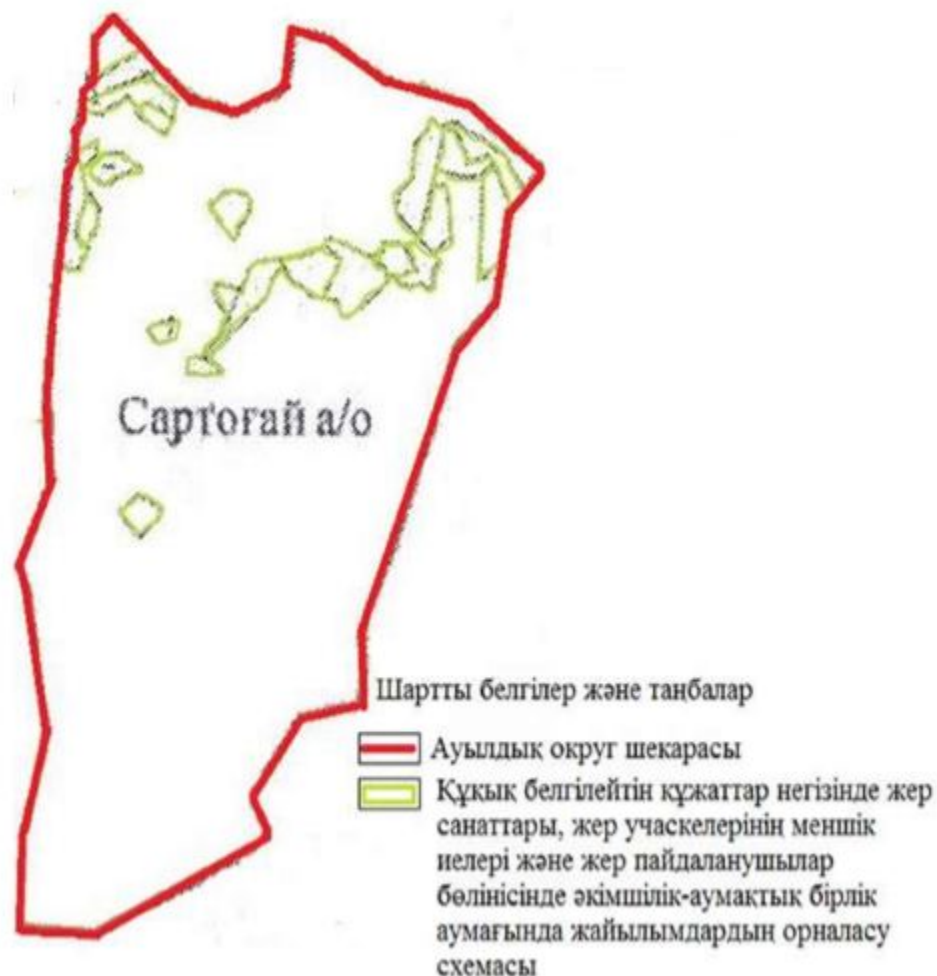 Сартоғай а/о
Шартты белгілер және таңбалар
Ауылдық округ шекарасы
Құқық белгілейтін құжаттар негізінде жер
санаттары, жер учаскелерінің меншік
иелері және жер пайдаланушылар
бөлінісінде әкімшілік-аумақтық бірлік
аумағында жайылымдардың орналасу
схемасы